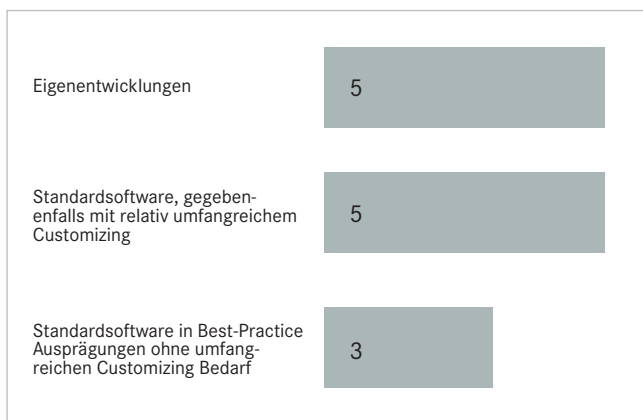 Eigenentwicklungen
5
Standardsoftware, gegeben-
enfalls mit relativ umfangreichem
Customizing
5
Standardsoftware in Best-Practice
Ausprägungen ohne umfang-
reichen Customizing Bedarf
3